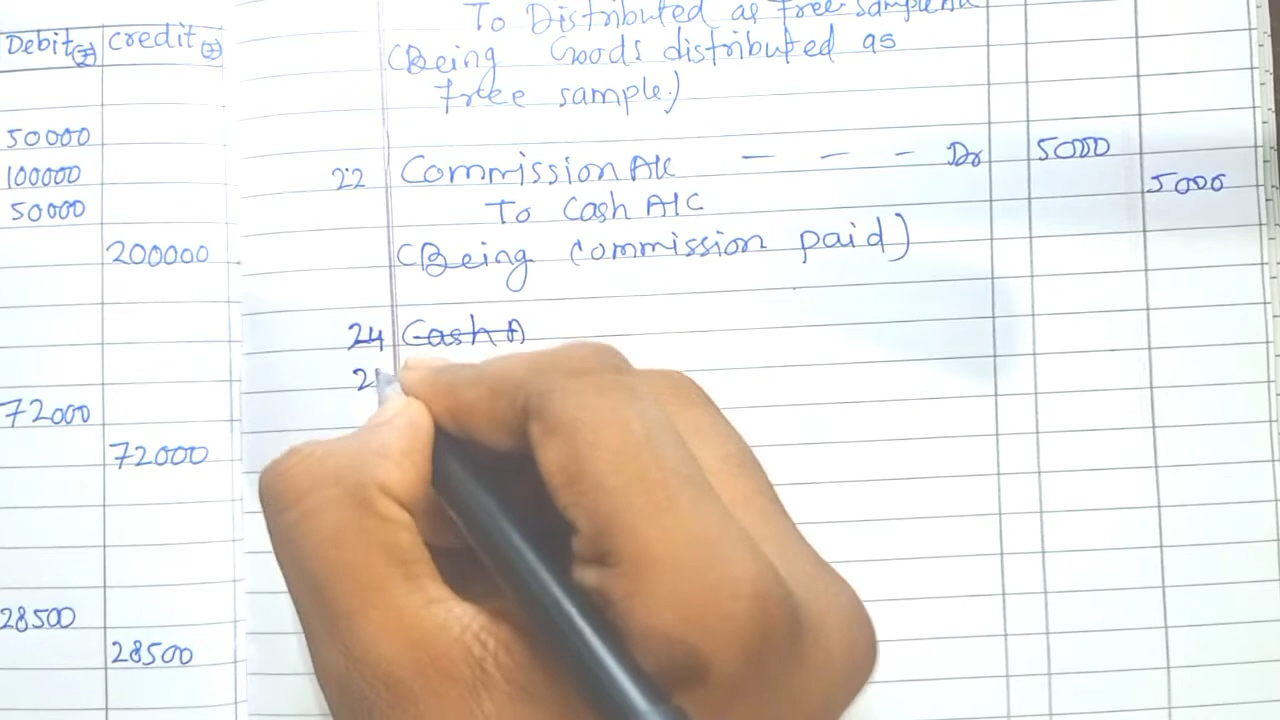 Debit(₹) Credit(₹)
50000
100000
50000
200000
72000
72000
28500
28500
To Distributed as free sample
(Being Goods distributed as
free sample.)
22 Commission A/c — — — Dr 5000
To Cash A/C 5000
(Being Commission paid)
24 Cash A
2